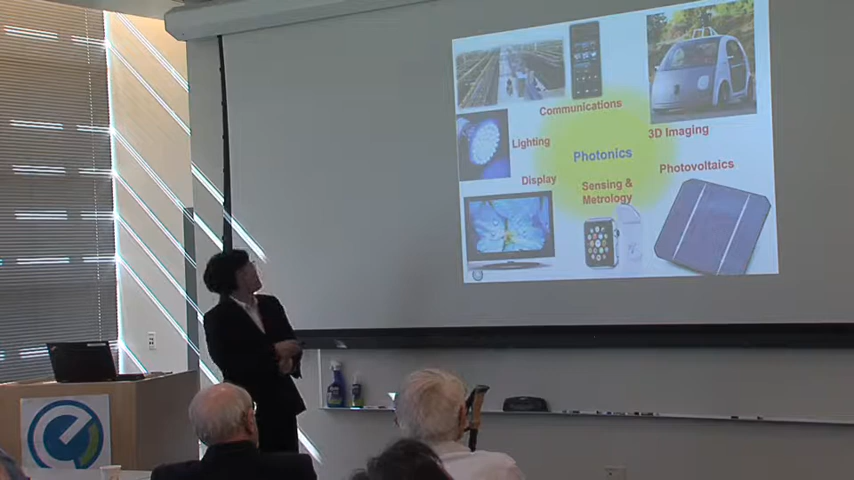 Communications
Lighting
3D Imaging
Photonics
Photovoltaics
Display
Sensing &
Metrology
e